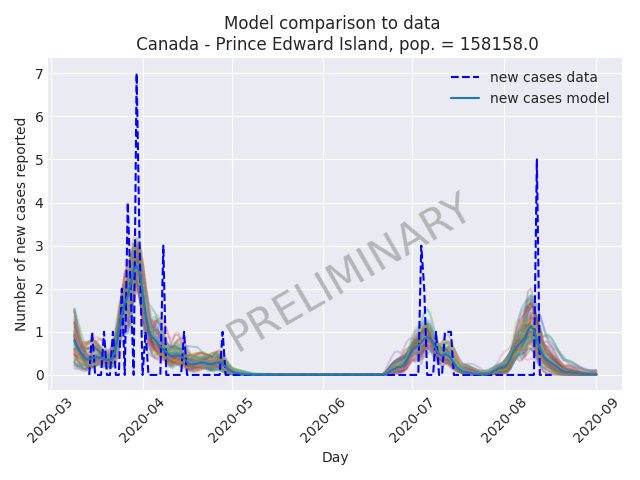 Model comparison to data
Canada - Prince Edward Island, pop. = 158158.0
new cases data
new cases model
Number of new cases reported
7
6
5
4
3
2
1
0
PRELIMINARY
2020-03
2020-04
2020-05
2020-06
2020-07
2020-08
2020-09
Day